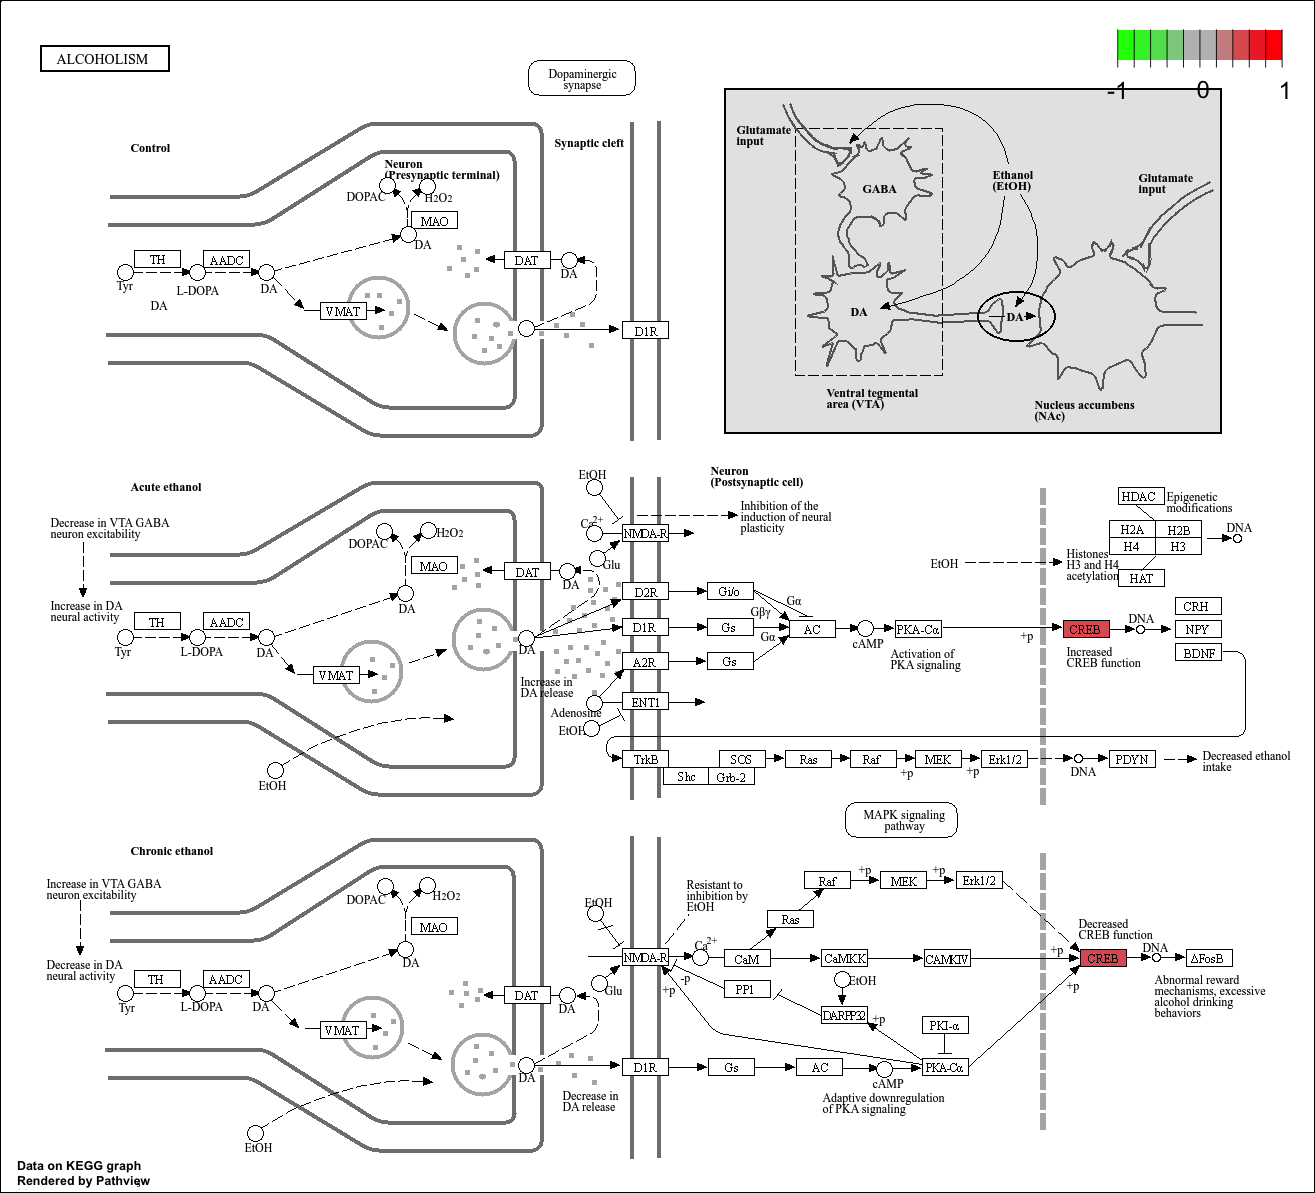 ALCOHOLISM
Dopaminergic
synapse
-1 0 1
Control
Synaptic cleft
Neuron
(Presynaptic terminal)
DOPAC
H2O2
MAO
DA
TH
AADC
Tyr
L-DOPA
DA
DA
VMAT
DAT
DA
D1R
Glutamate
input
GABA
Ethanol
(EtOH)
Glutamate
input
DA
DA
Ventral tegmental
area (VTA)
Nucleus accumbens
(NAc)
Acute ethanol
Decrease in VTA GABA
neuron excitability
Increase in DA
neural activity
DOPAC
H2O2
MAO
DA
TH
AADC
Tyr
L-DOPA
DA
VMAT
DAT
DA
DA
Increase in
DA release
EtOH
EtOH
Ca2+
NMDA-R
Glu
Neuron
(Postsynaptic cell)
Inhibition of the
induction of neural
plasticity
D2R
Gi/o
Gα
Gβγ
D1R
Gs
Gα
AC
cAMP
PKA-Cα
Activation of
PKA signaling
+p
A2R
Gs
Adenosine
ENT1
EtOH
EtOH
HDAC
Epigenetic
modifications
H2A
H2B
H4
H3
DNA
Histones
H3 and H4
acetylation
HAT
CREB
Increased
CREB function
DNA
CRH
NPY
BDNF
TrkB
Shc
Grb-2
SOS
Ras
Raf
+p
MEK
+p
Erk1/2
DNA
PDYN
Decreased ethanol
intake
MAPK signaling
pathway
Chronic ethanol
Increase in VTA GABA
neuron excitability
Decrease in DA
neural activity
DOPAC
H2O2
MAO
DA
TH
AADC
Tyr
L-DOPA
DA
VMAT
DAT
DA
DA
EtOH
Decrease in
DA release
EtOH
NMDA-R
Glu
Resistant to
inhibition by
EtOH
Ca2+
CaM
Ras
Raf
+p
MEK
+p
Erk1/2
CaMKK
CAMKIV
+p
Decreased
CREB function
CREB
DNA
ΔFosB
Abnormal reward
mechanisms, excessive
alcohol drinking
behaviors
+p
-p
PP1
EtOH
DARPP32
+p
PKI-α
+p
D1R
Gs
AC
cAMP
PKA-Cα
Adaptive downregulation
of PKA signaling
Data on KEGG graph
Rendered by Pathview